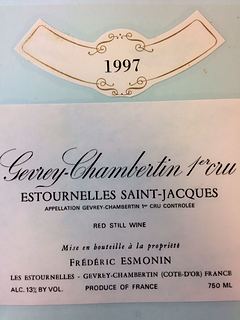 1997
Gevrey-Chambertin 1er cru
ESTOURNELLES SAINT-JACQUES
APPELLATION GEVREY-CHAMBERTIN 1er CRU CONTROLÉE
RED STILL WINE
Mise en bouteille à la propriété
FRÉDÉRIC ESMONIN
LES ESTOURNELLES - GEVREY-CHAMBERTIN (COTE-D'OR) FRANCE
ALC. 13% BY VOL. PRODUCE OF FRANCE 750 ML